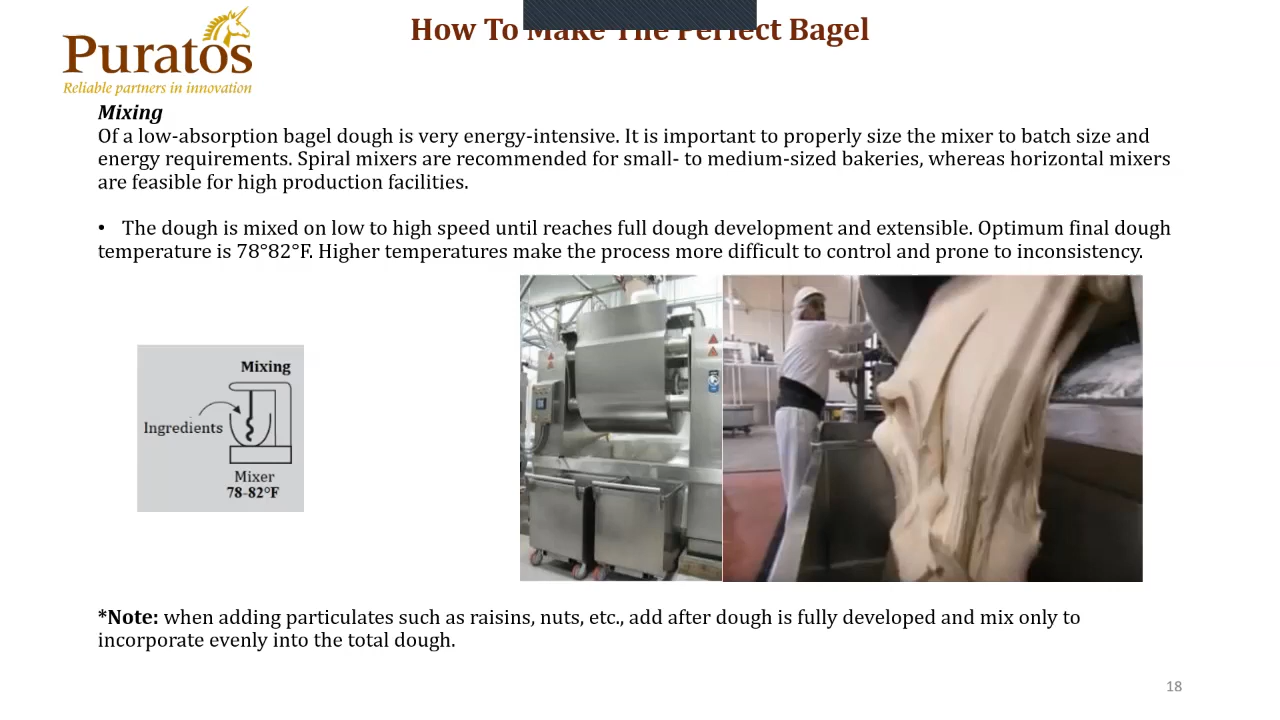 Puratos
Reliable partners in innovation
How To Make The Perfect Bagel
Mixing
Of a low-absorption bagel dough is very energy-intensive. It is important to properly size the mixer to batch size and
energy requirements. Spiral mixers are recommended for small- to medium-sized bakeries, whereas horizontal mixers
are feasible for high production facilities.
• The dough is mixed on low to high speed until reaches full dough development and extensible. Optimum final dough
temperature is 78°82°F. Higher temperatures make the process more difficult to control and prone to inconsistency.
Mixing
Ingredients
Mixer
78-82°F
*Note: when adding particulates such as raisins, nuts, etc., add after dough is fully developed and mix only to
incorporate evenly into the total dough.
18